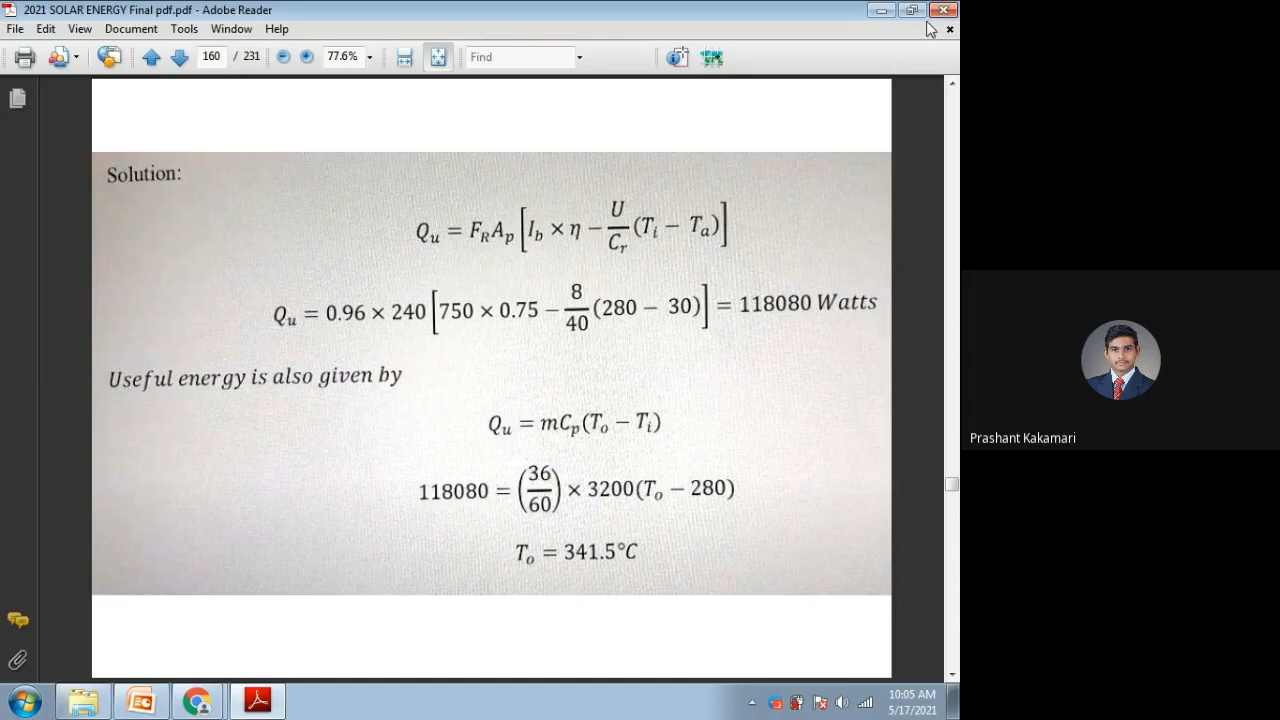 2021 SOLAR ENERGY Final pdf.pdf - Adobe Reader
File Edit View Document Tools Window Help
160 / 231 77.6% Find
Solution:
Q_u = F_R A_p [I_b × η − U/C_r (T_i − T_a)]
Q_u = 0.96 × 240 [750 × 0.75 − 8/40 (280 − 30)] = 118080 Watts
Useful energy is also given by
Q_u = mC_p(T_o − T_i)
118080 = (36/60) × 3200(T_o − 280)
T_o = 341.5°C
Prashant Kakamari
10:05 AM
5/17/2021